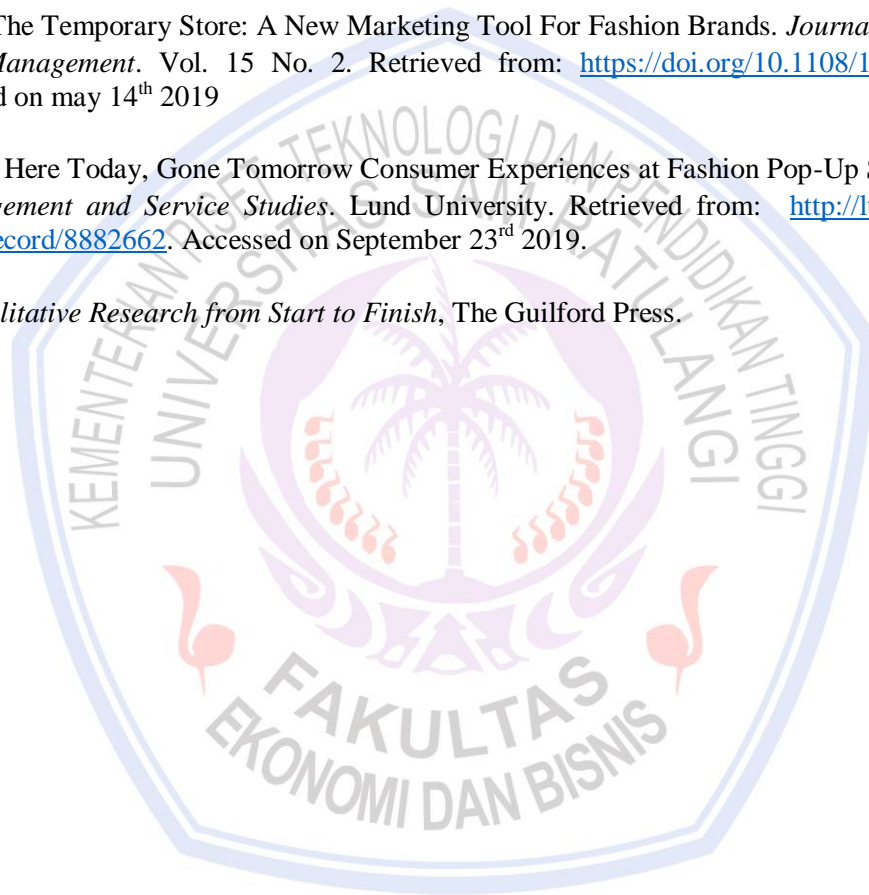 The Temporary Store: A New Marketing Tool For Fashion Brands. Journa
Management. Vol. 15 No. 2. Retrieved from: https://doi.org/10.1108/1
d on may 14th 2019
Here Today, Gone Tomorrow Consumer Experiences at Fashion Pop-Up S
gement and Service Studies. Lund University. Retrieved from: http://l
ecord/8882662. Accessed on September 23rd 2019.
litative Research from Start to Finish, The Guilford Press.
KEMENTERIAN RISET, TEKNOLOGI DAN PENDIDIKAN TINGGI
UNIVERSITAS SAM RATULANGI
FAKULTAS
EKONOMI DAN BISNIS